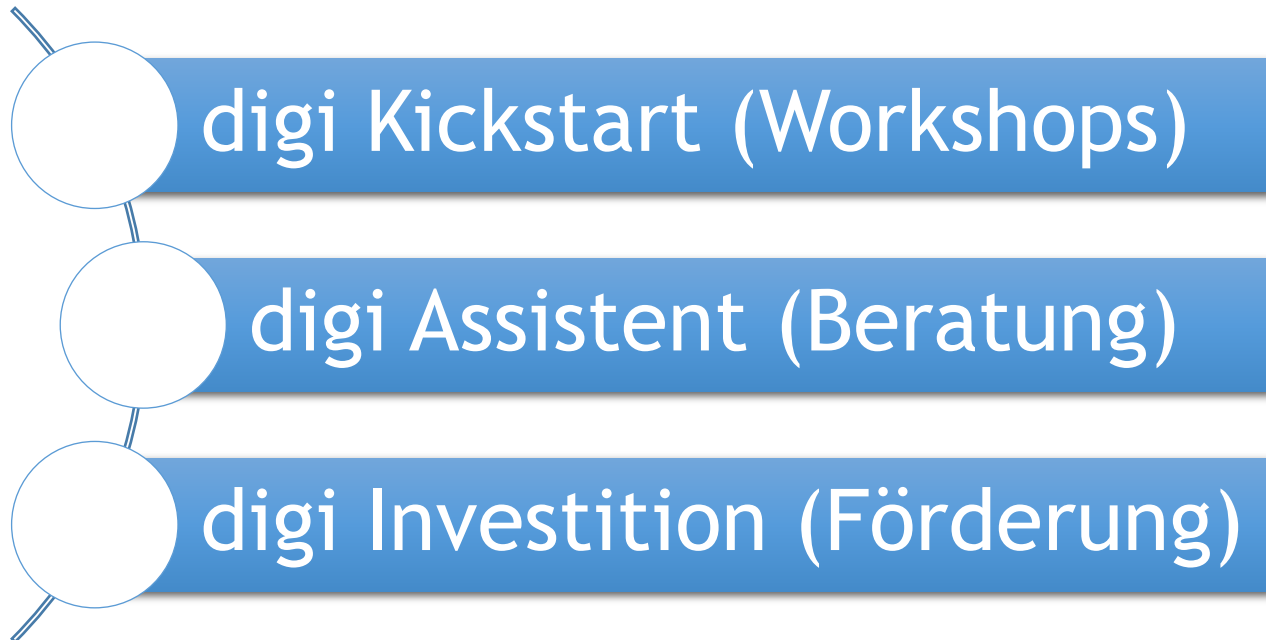 digi Kickstart (Workshops)
digi Assistent (Beratung)
digi Investition (Förderung)